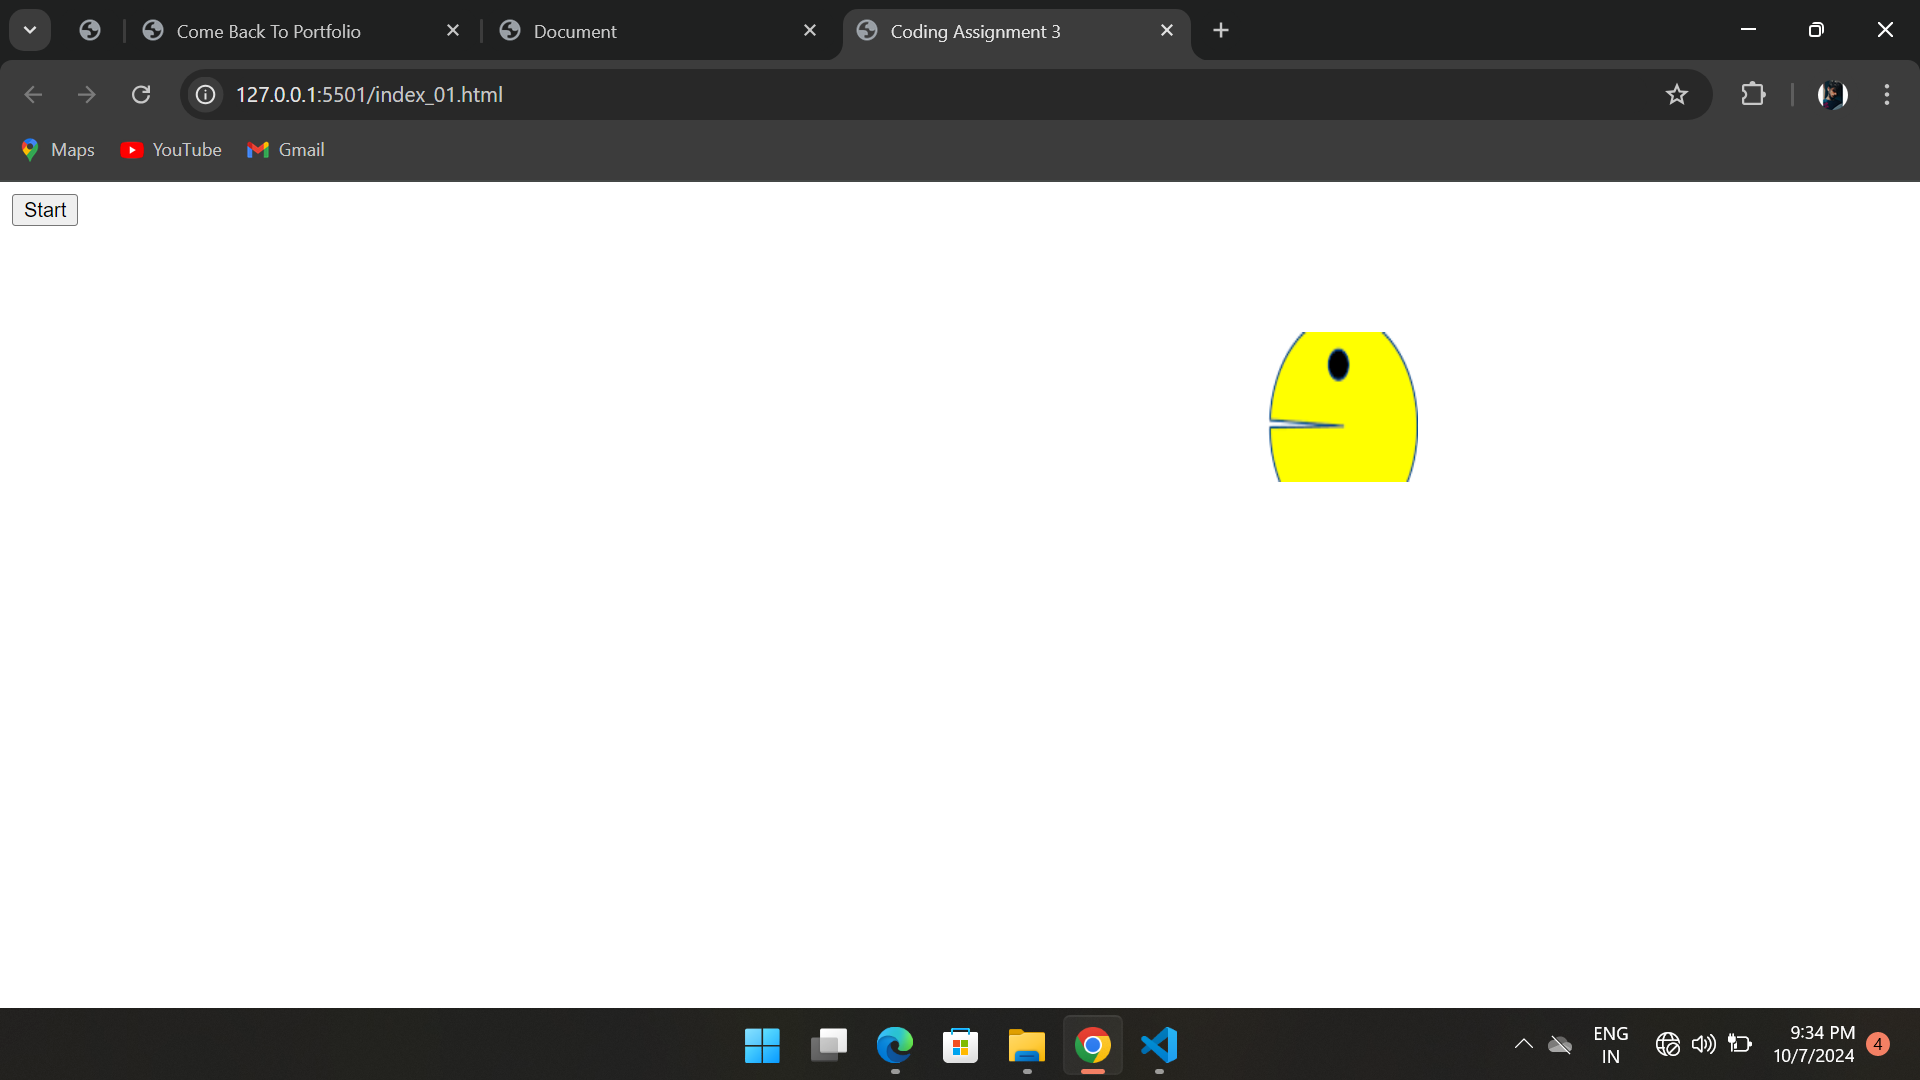 Come Back To Portfolio
Document
Coding Assignment 3
127.0.0.1:5501/index_01.html
Maps
YouTube
Gmail
Start
ENG
IN
9:34 PM
10/7/2024
4